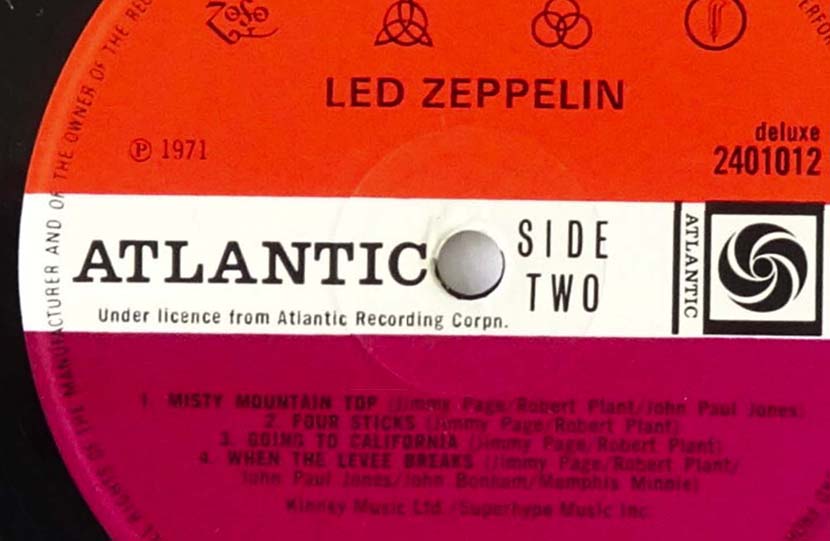 LED ZEPPELIN
℗ 1971
deluxe
2401012
ATLANTIC
SIDE
TWO
ATLANTIC
Under licence from Atlantic Recording Corpn.
1. MISTY MOUNTAIN TOP (Jimmy Page/Robert Plant/John Paul Jones)
2. FOUR STICKS (Jimmy Page/Robert Plant)
3. GOING TO CALIFORNIA (Jimmy Page/Robert Plant)
4. WHEN THE LEVEE BREAKS (Jimmy Page/Robert Plant/
John Paul Jones/John Bonham/Memphis Minnie)
Kinney Music Ltd./Superhype Music Inc.
RIGHTS OF THE MANUFACTURER AND OF THE OWNER OF THE